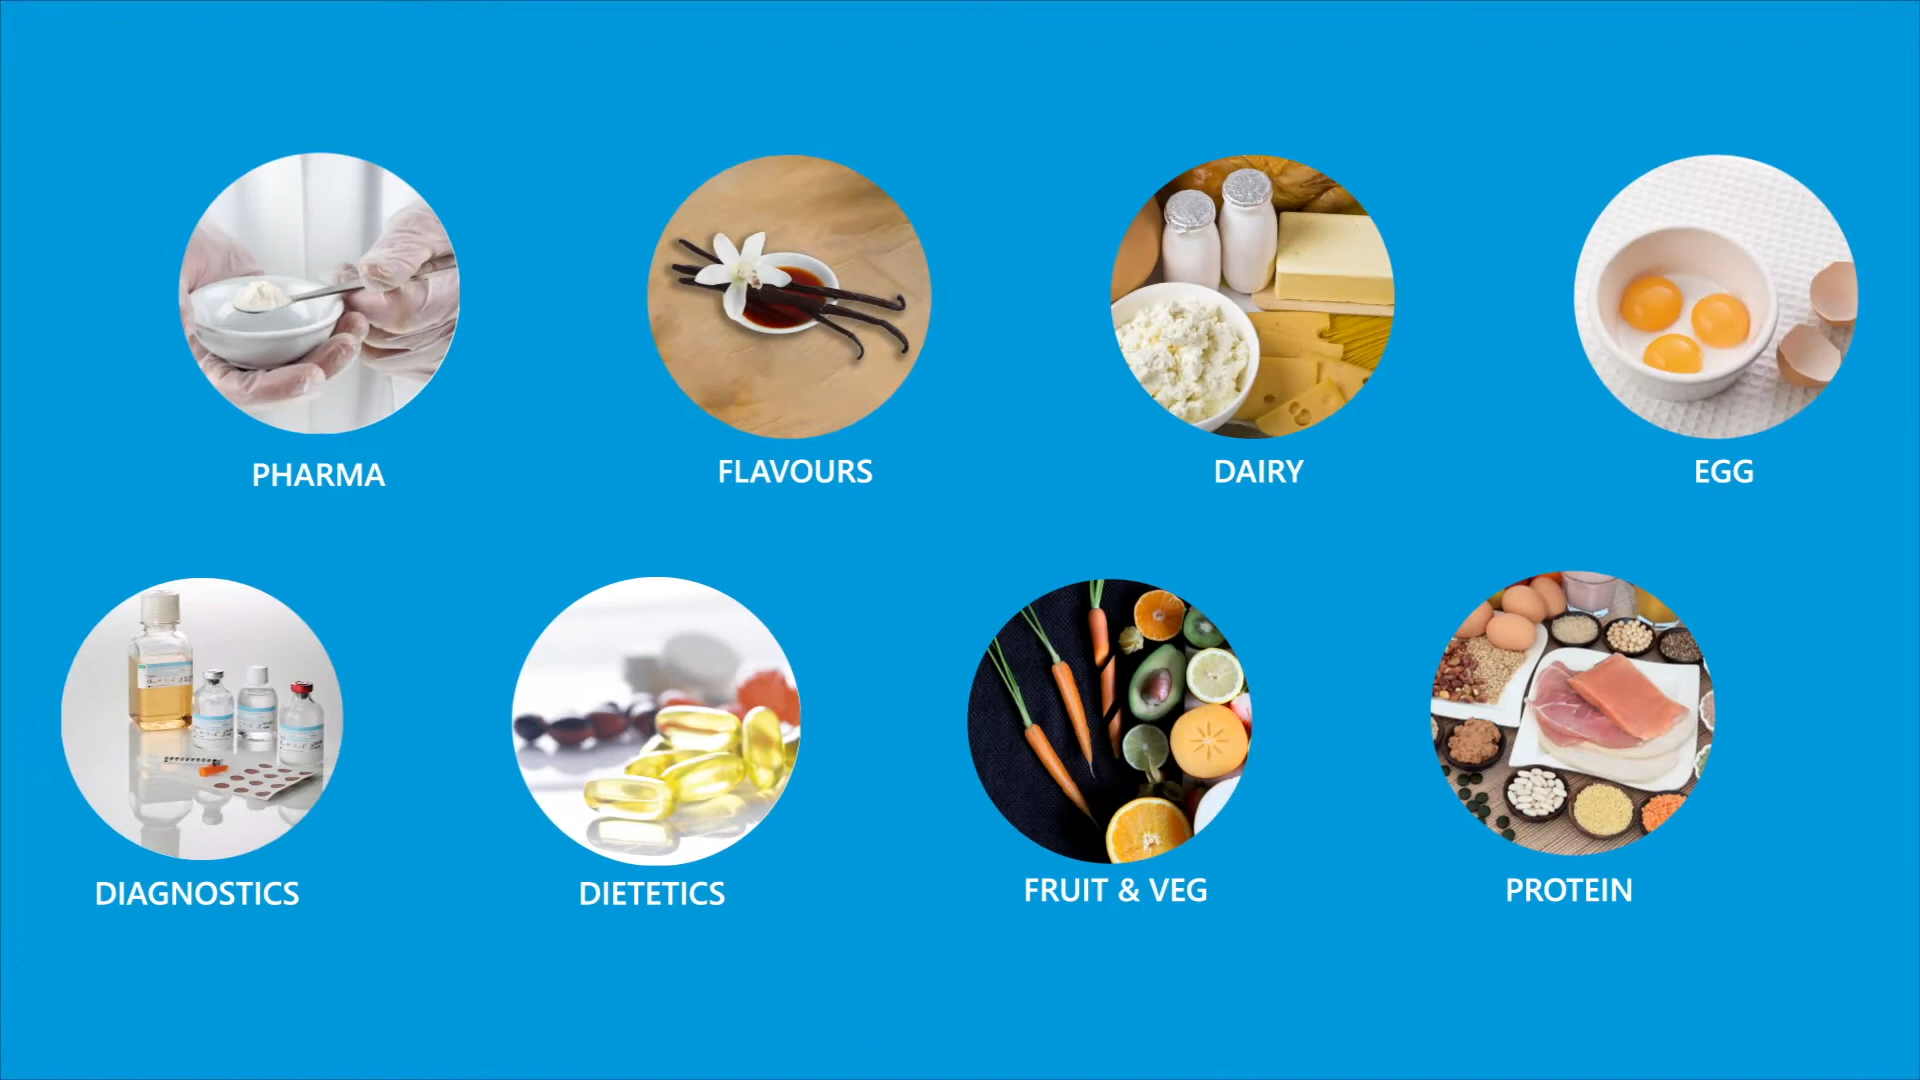 PHARMA
FLAVOURS
DAIRY
EGG
DIAGNOSTICS
DIETETICS
FRUIT & VEG
PROTEIN